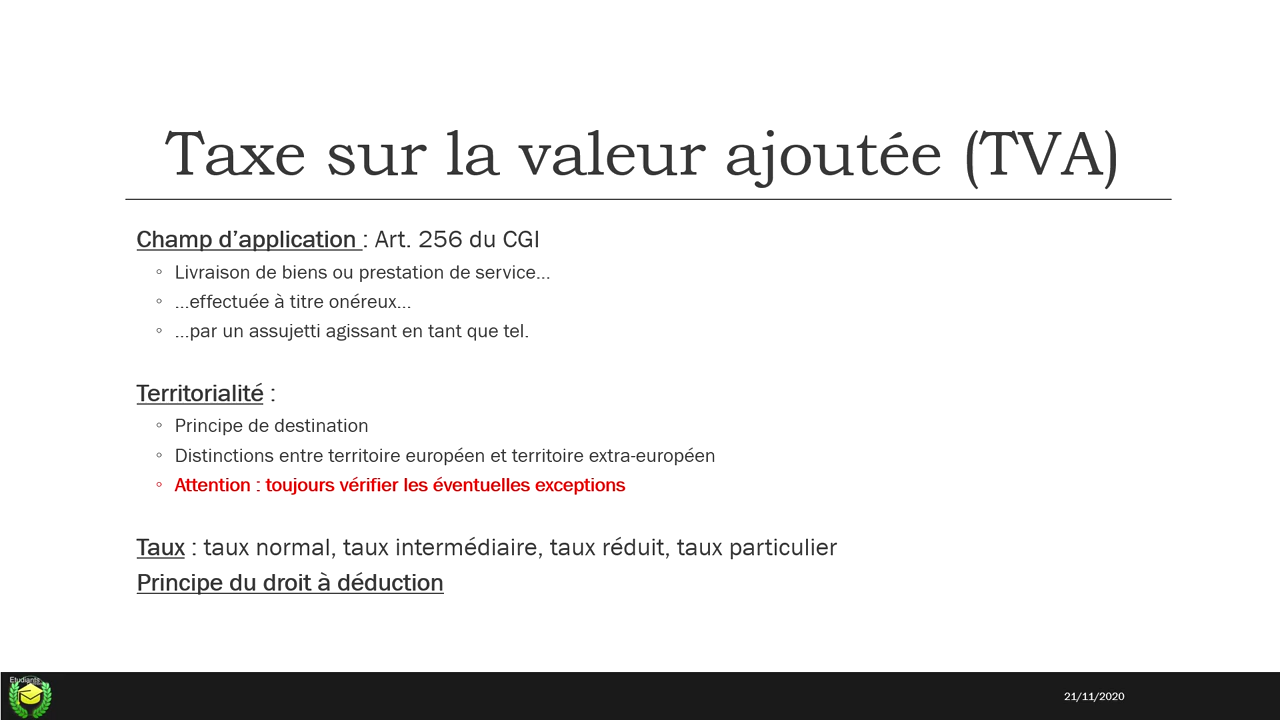 Taxe sur la valeur ajoutée (TVA)
Champ d’application : Art. 256 du CGI
◦ Livraison de biens ou prestation de service…
◦ …effectuée à titre onéreux…
◦ …par un assujetti agissant en tant que tel.
Territorialité :
◦ Principe de destination
◦ Distinctions entre territoire européen et territoire extra-européen
◦ Attention : toujours vérifier les éventuelles exceptions
Taux : taux normal, taux intermédiaire, taux réduit, taux particulier
Principe du droit à déduction
Etudiants
21/11/2020